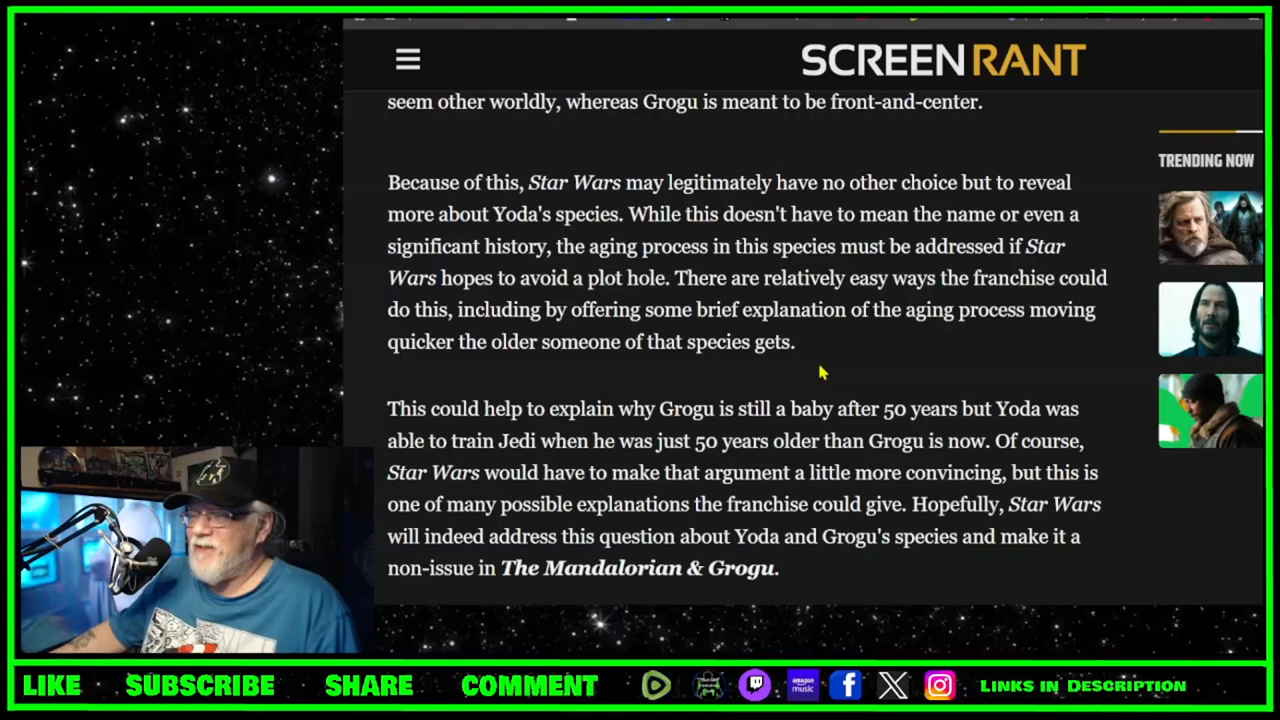 SCREENRANT
seem other worldly, whereas Grogu is meant to be front-and-center.
Because of this, Star Wars may legitimately have no other choice but to reveal
more about Yoda's species. While this doesn't have to mean the name or even a
significant history, the aging process in this species must be addressed if Star
Wars hopes to avoid a plot hole. There are relatively easy ways the franchise could
do this, including by offering some brief explanation of the aging process moving
quicker the older someone of that species gets.
This could help to explain why Grogu is still a baby after 50 years but Yoda was
able to train Jedi when he was just 50 years older than Grogu is now. Of course,
Star Wars would have to make that argument a little more convincing, but this is
one of many possible explanations the franchise could give. Hopefully, Star Wars
will indeed address this question about Yoda and Grogu's species and make it a
non-issue in The Mandalorian & Grogu.
TRENDING NOW
LIKE SUBSCRIBE SHARE COMMENT amazon music LINKS IN DESCRIPTION